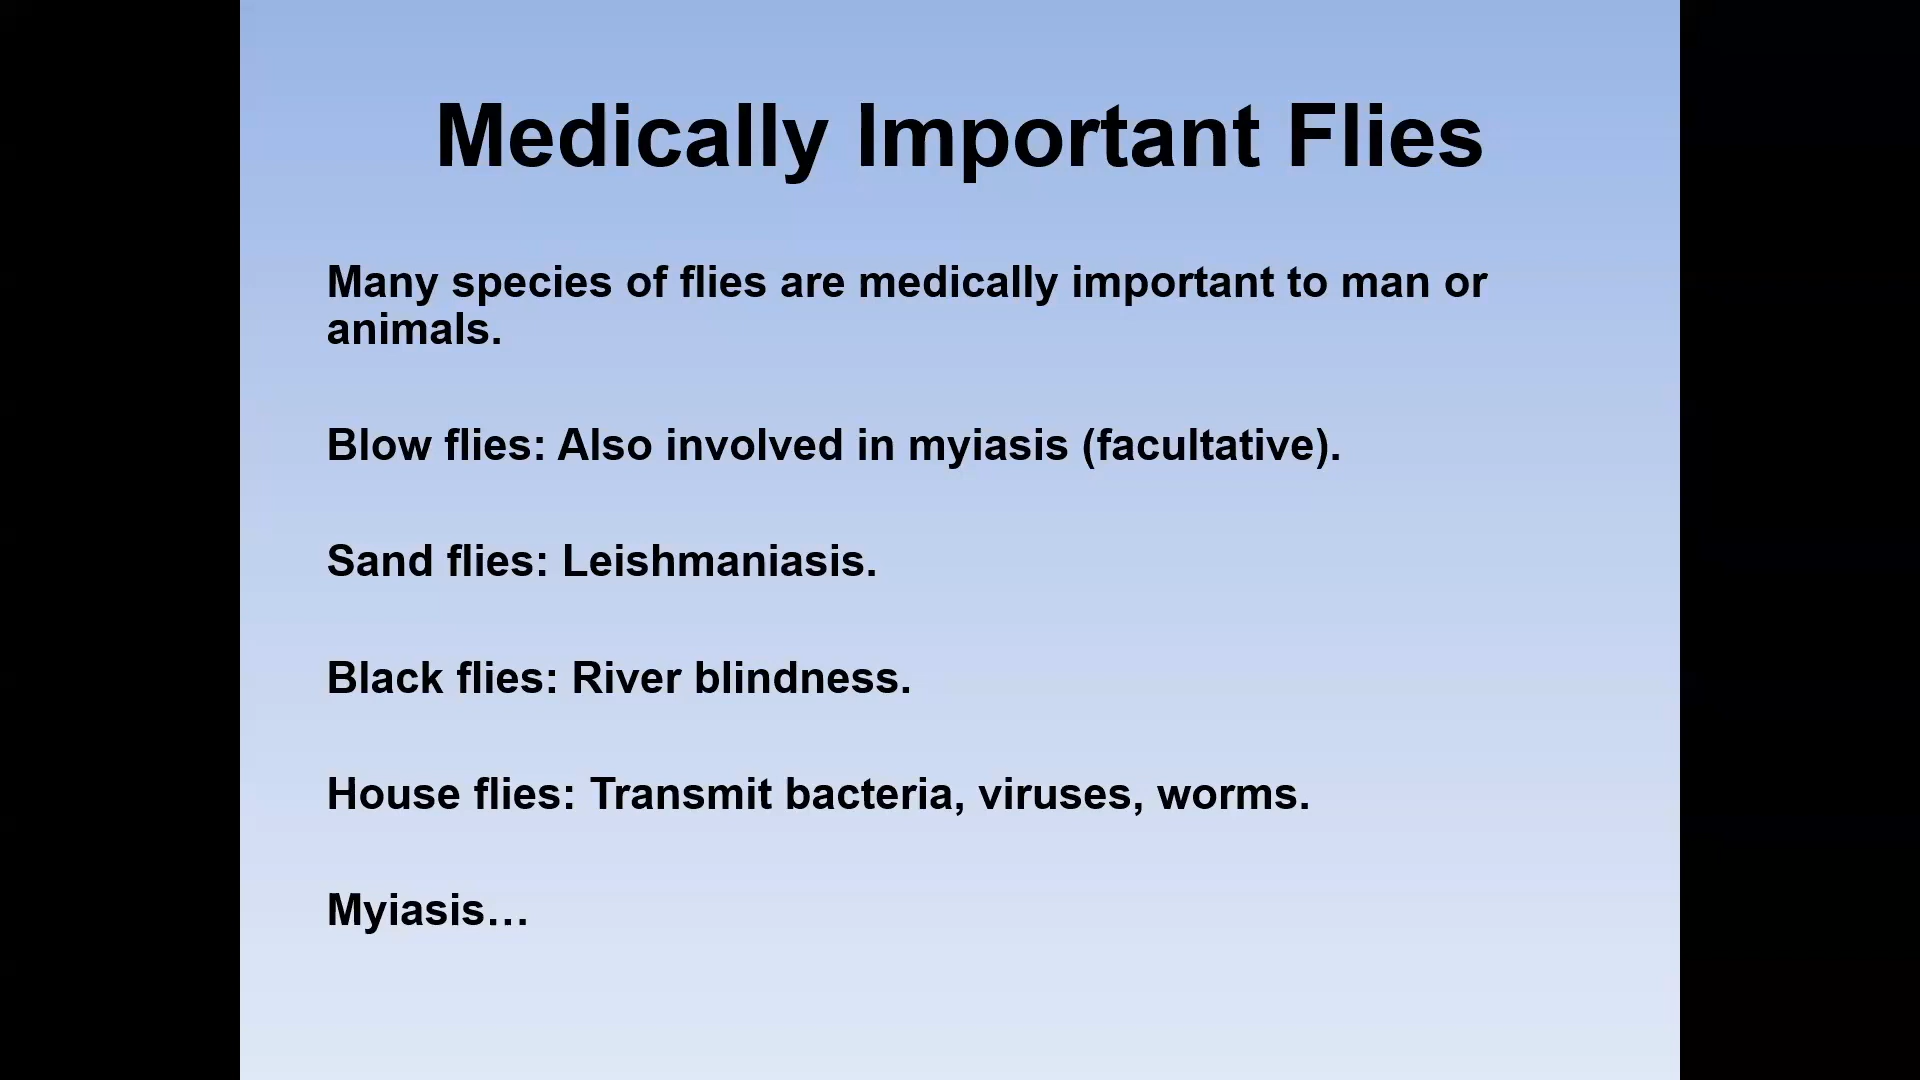 Medically Important Flies
Many species of flies are medically important to man or
animals.
Blow flies: Also involved in myiasis (facultative).
Sand flies: Leishmaniasis.
Black flies: River blindness.
House flies: Transmit bacteria, viruses, worms.
Myiasis…